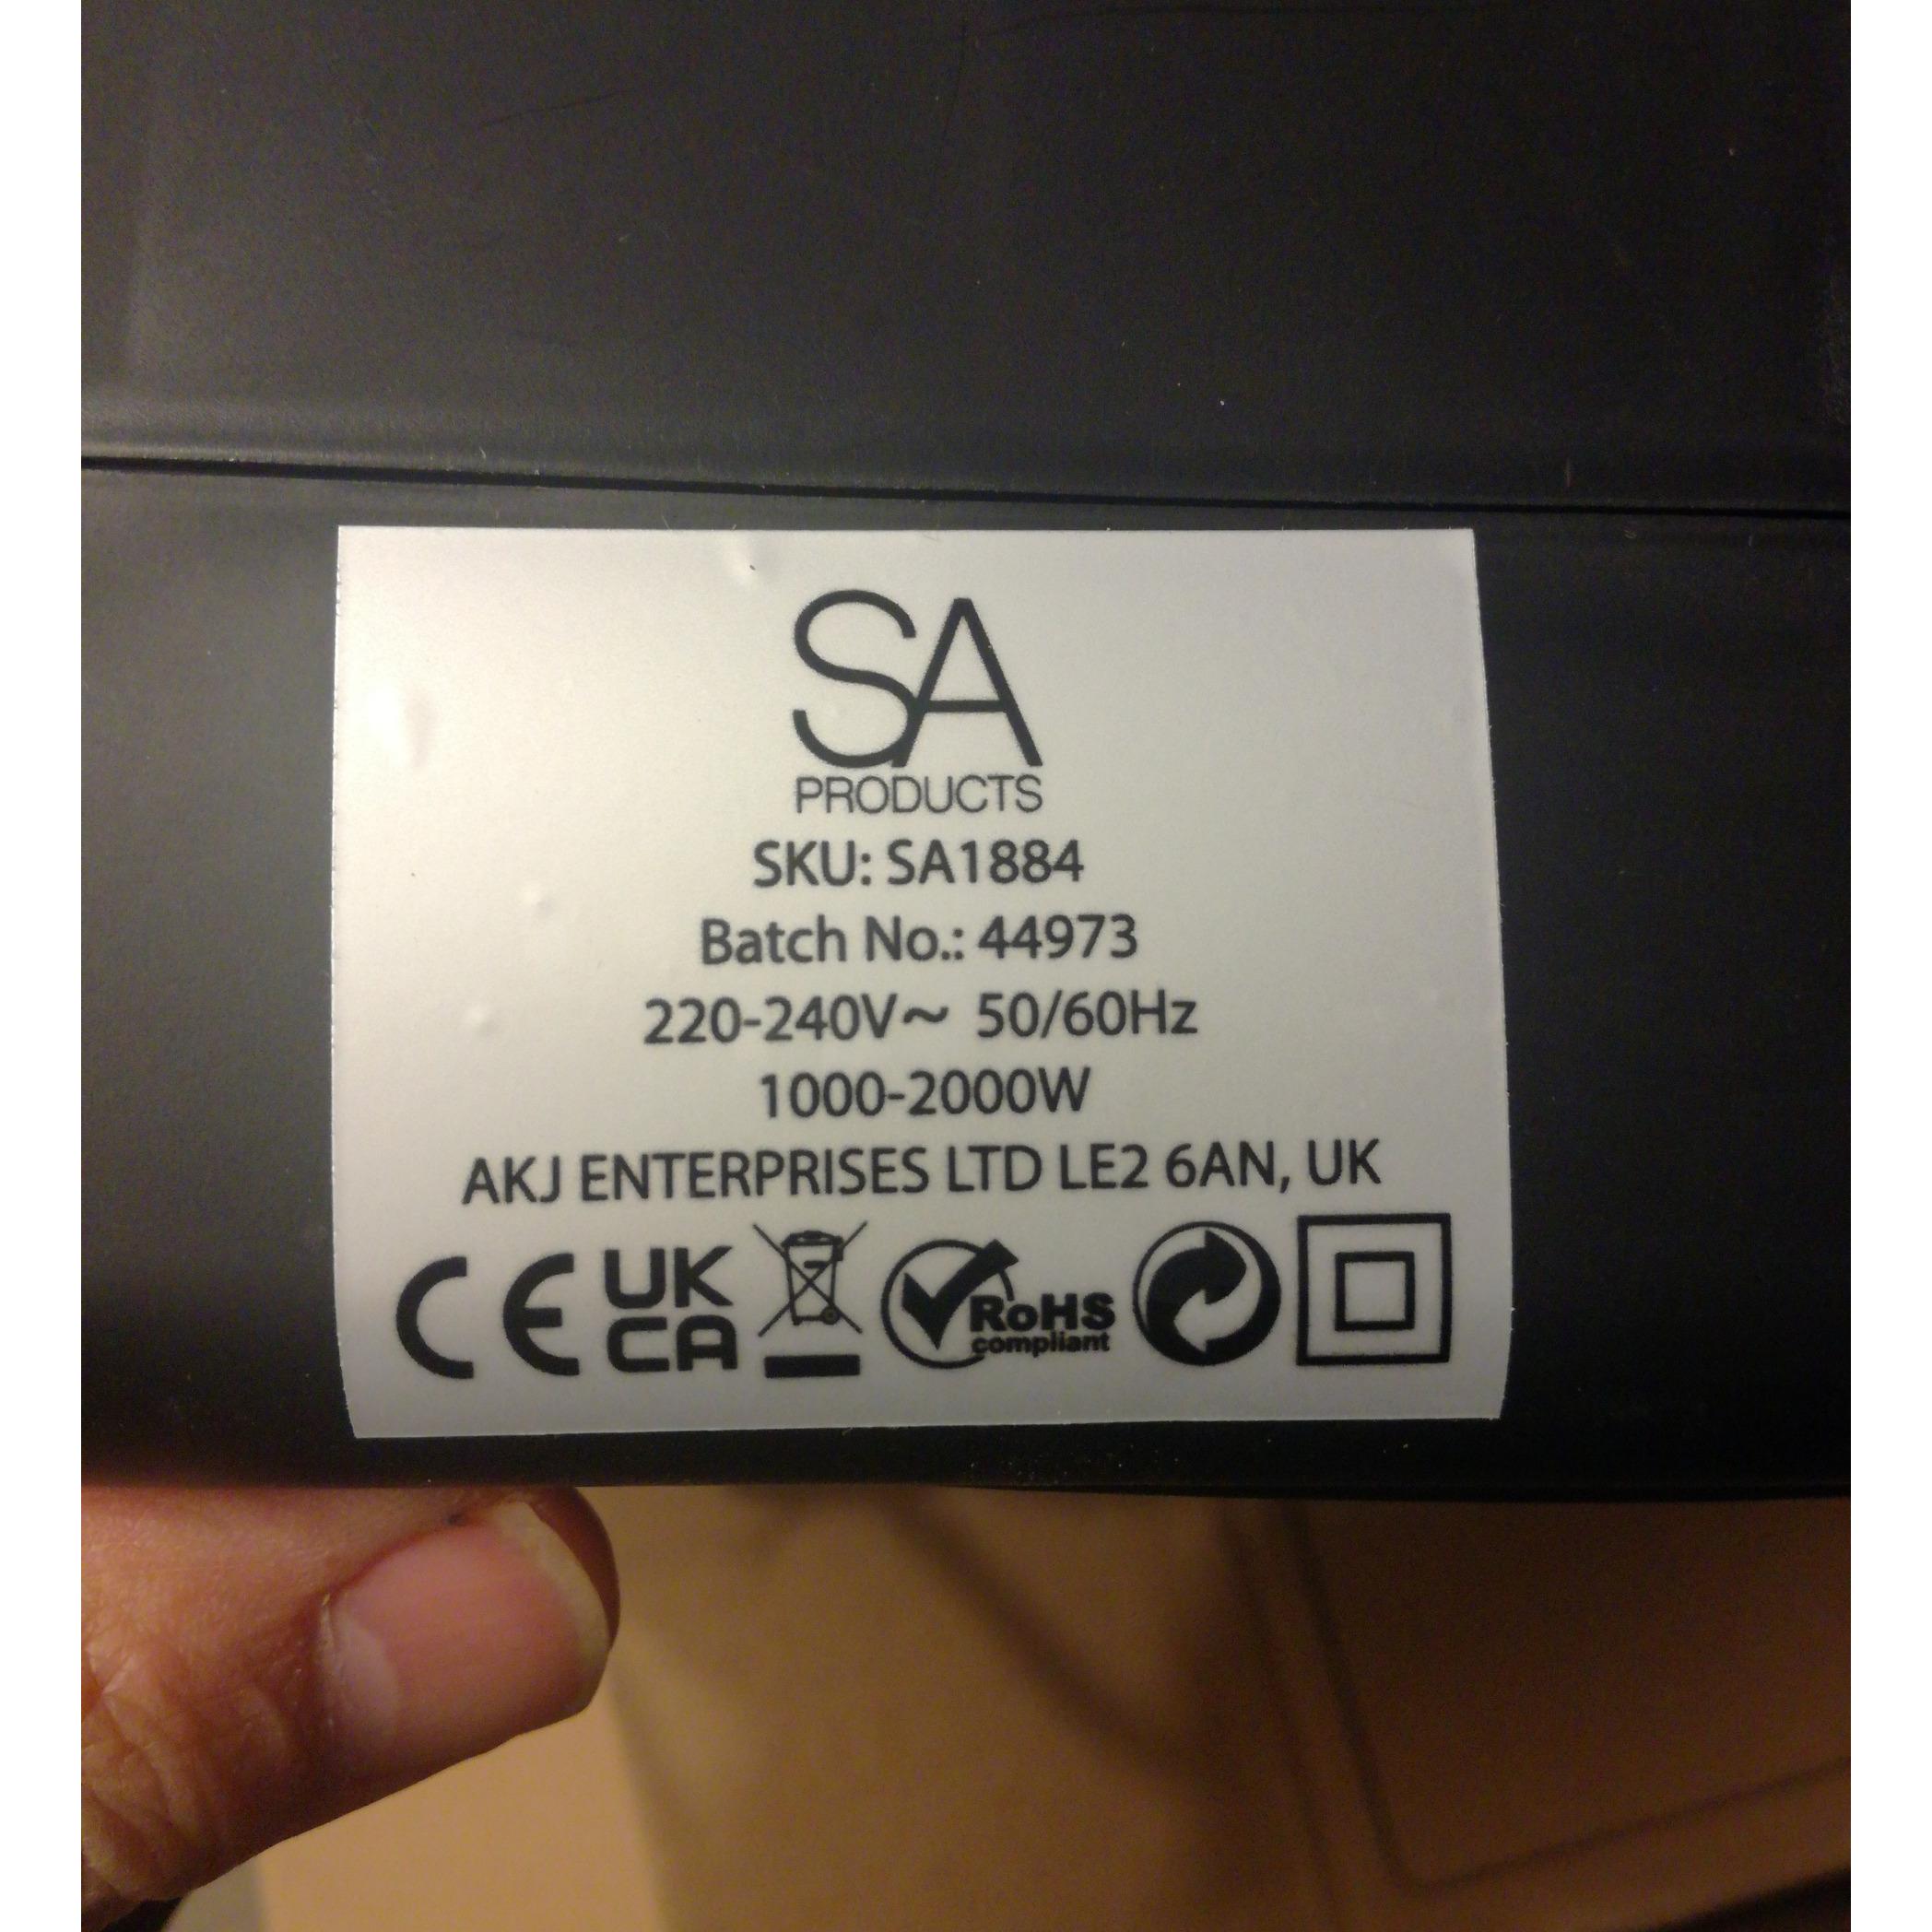 SA
PRODUCTS
SKU: SA1884
Batch No.: 44973
220-240V~ 50/60Hz
1000-2000W
AKJ ENTERPRISES LTD LE2 6AN, UK
CE UK CA RoHS compliant